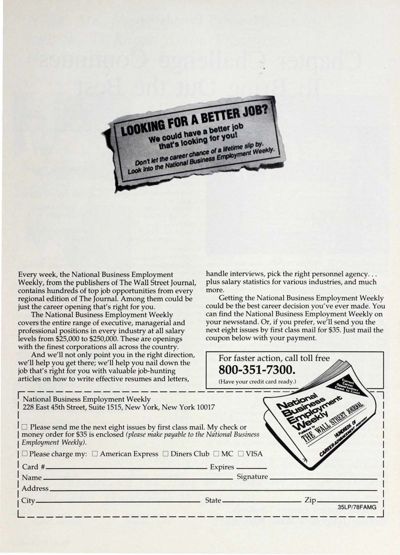 LOOKING FOR A BETTER JOB?
We could have a better job
that's looking for you!
Don't let the career chance of a lifetime slip by.
Look into the National Business Employment Weekly.
Every week, the National Business Employment
Weekly, from the publishers of The Wall Street Journal,
contains hundreds of top job opportunities from every
regional edition of The Journal. Among them could be
just the career opening that's right for you.
The National Business Employment Weekly
covers the entire range of executive, managerial and
professional positions in every industry at all salary
levels from $25,000 to $250,000. These are openings
with the finest corporations all across the country.
And we'll not only point you in the right direction,
we'll help you get there; we'll help you nail down the
job that's right for you with valuable job-hunting
articles on how to write effective resumes and letters,
handle interviews, pick the right personnel agency. . .
plus salary statistics for various industries, and much
more.
Getting the National Business Employment Weekly
could be the best career decision you've ever made. You
can find the National Business Employment Weekly on
your newsstand. Or, if you prefer, we'll send you the
next eight issues by first class mail for $35. Just mail the
coupon below with your payment.
For faster action, call toll free
800-351-7300.
(Have your credit card ready.)
National
Business
Employment
Weekly
THE WALL STREET JOURNAL
HUNDREDS OF
National Business Employment Weekly
228 East 45th Street, Suite 1515, New York, New York 10017
☐ Please send me the next eight issues by first class mail. My check or
money order for $35 is enclosed (please make payable to the National Business
Employment Weekly).
☐ Please charge my: ☐ American Express ☐ Diners Club ☐ MC ☐ VISA
Card # Expires
Name Signature
Address
City State Zip
35LP/78FAMG